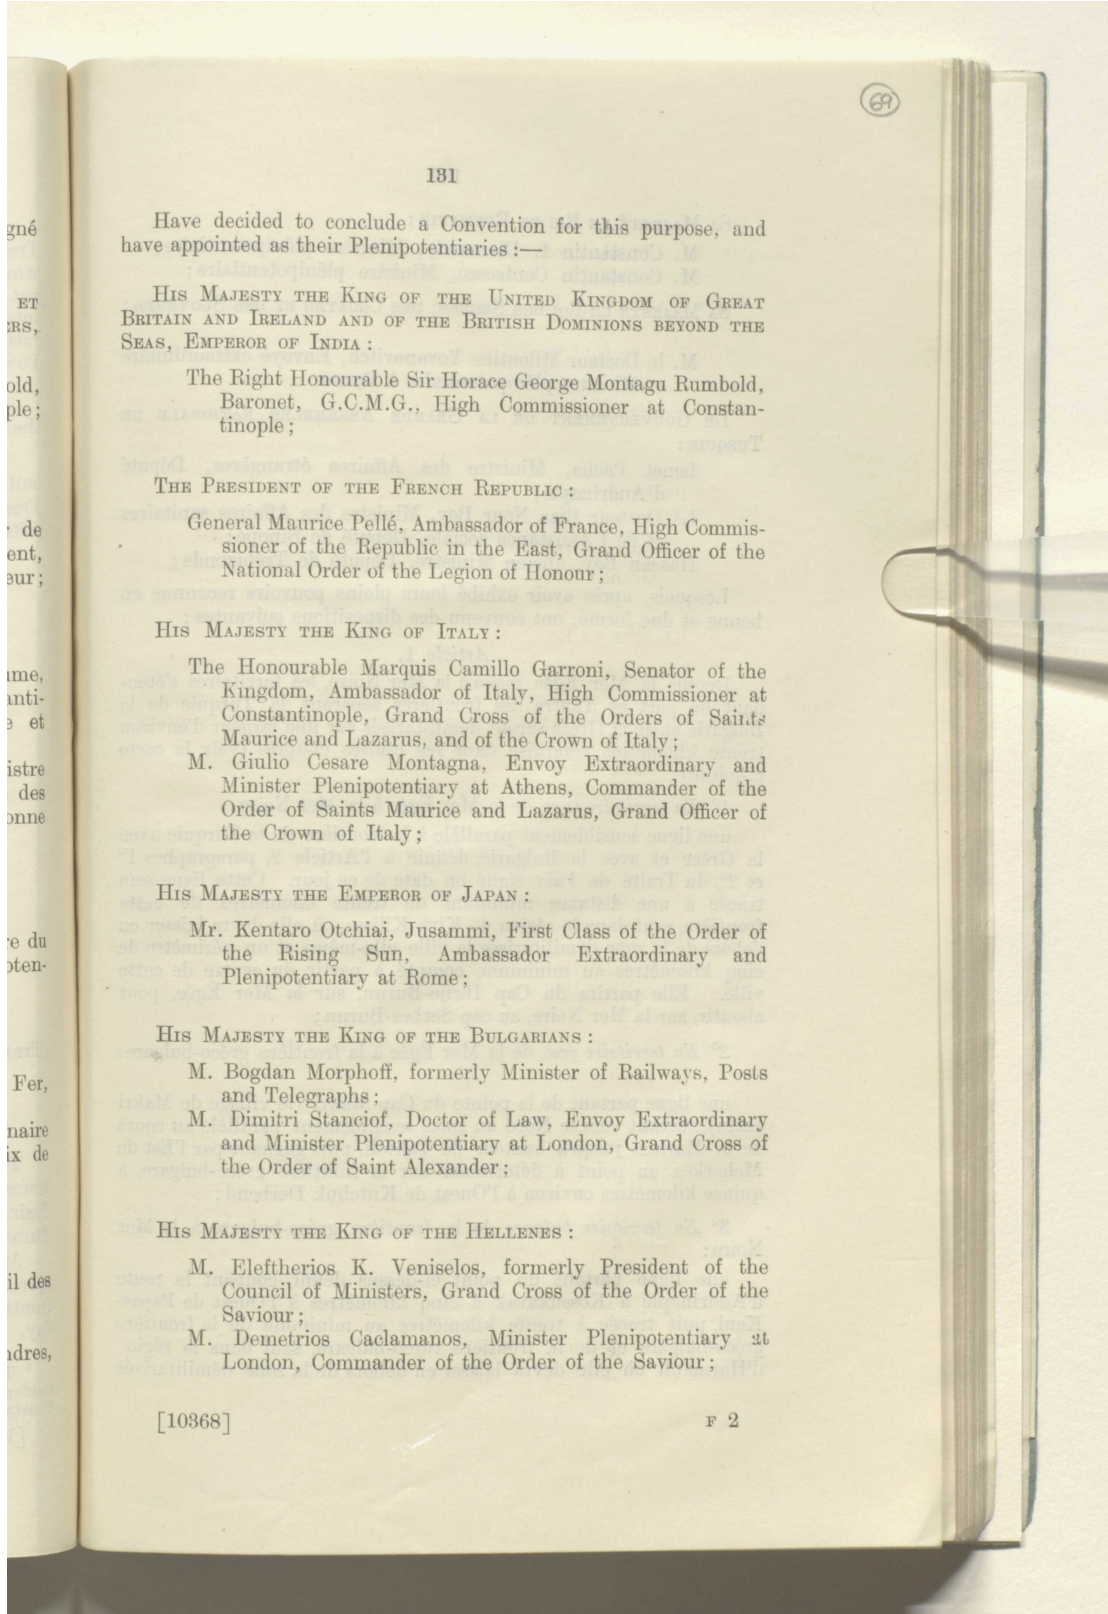 69
131
Have decided to conclude a Convention for this purpose, and
have appointed as their Plenipotentiaries :—
HIS MAJESTY THE KING OF THE UNITED KINGDOM OF GREAT
BRITAIN AND IRELAND AND OF THE BRITISH DOMINIONS BEYOND THE
SEAS, EMPEROR OF INDIA :
The Right Honourable Sir Horace George Montagu Rumbold,
Baronet, G.C.M.G., High Commissioner at Constan-
tinople ;
THE PRESIDENT OF THE FRENCH REPUBLIC :
General Maurice Pellé, Ambassador of France, High Commis-
sioner of the Republic in the East, Grand Officer of the
National Order of the Legion of Honour ;
HIS MAJESTY THE KING OF ITALY :
The Honourable Marquis Camillo Garroni, Senator of the
Kingdom, Ambassador of Italy, High Commissioner at
Constantinople, Grand Cross of the Orders of Saints
Maurice and Lazarus, and of the Crown of Italy ;
M. Giulio Cesare Montagna, Envoy Extraordinary and
Minister Plenipotentiary at Athens, Commander of the
Order of Saints Maurice and Lazarus, Grand Officer of
the Crown of Italy ;
HIS MAJESTY THE EMPEROR OF JAPAN :
Mr. Kentaro Otchiai, Jusammi, First Class of the Order of
the Rising Sun, Ambassador Extraordinary and
Plenipotentiary at Rome ;
HIS MAJESTY THE KING OF THE BULGARIANS :
M. Bogdan Morphoff, formerly Minister of Railways, Posts
and Telegraphs ;
M. Dimitri Stanciof, Doctor of Law, Envoy Extraordinary
and Minister Plenipotentiary at London, Grand Cross of
the Order of Saint Alexander ;
HIS MAJESTY THE KING OF THE HELLENES :
M. Eleftherios K. Veniselos, formerly President of the
Council of Ministers, Grand Cross of the Order of the
Saviour ;
M. Demetrios Caclamanos, Minister Plenipotentiary at
London, Commander of the Order of the Saviour ;
[10368] F 2